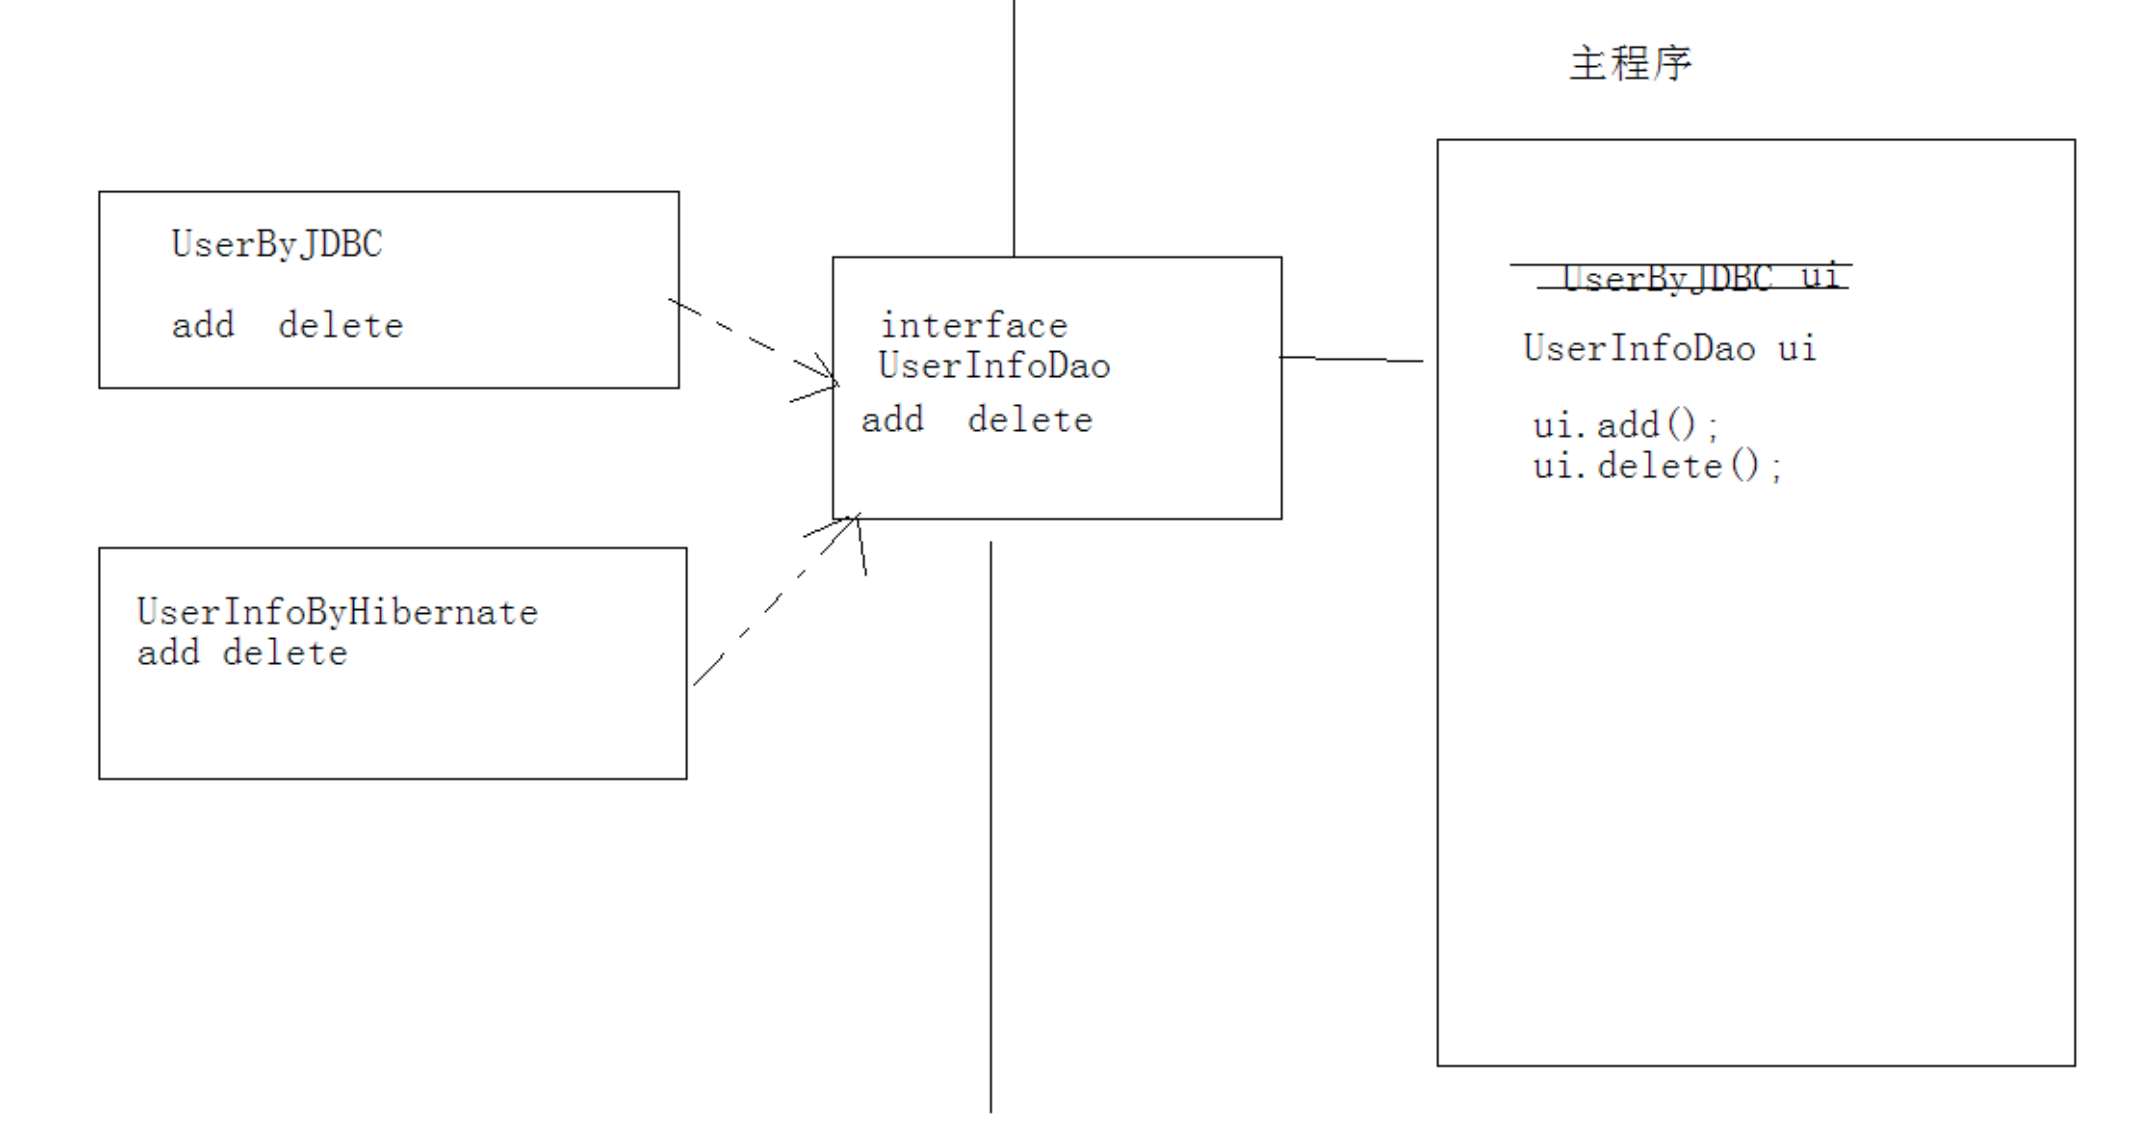 主程序
UserByJDBC
add delete
interface
UserInfoDao
add delete
UserInfoByHibernate
add delete
UserByJDBC ui
UserInfoDao ui
ui.add();
ui.delete();